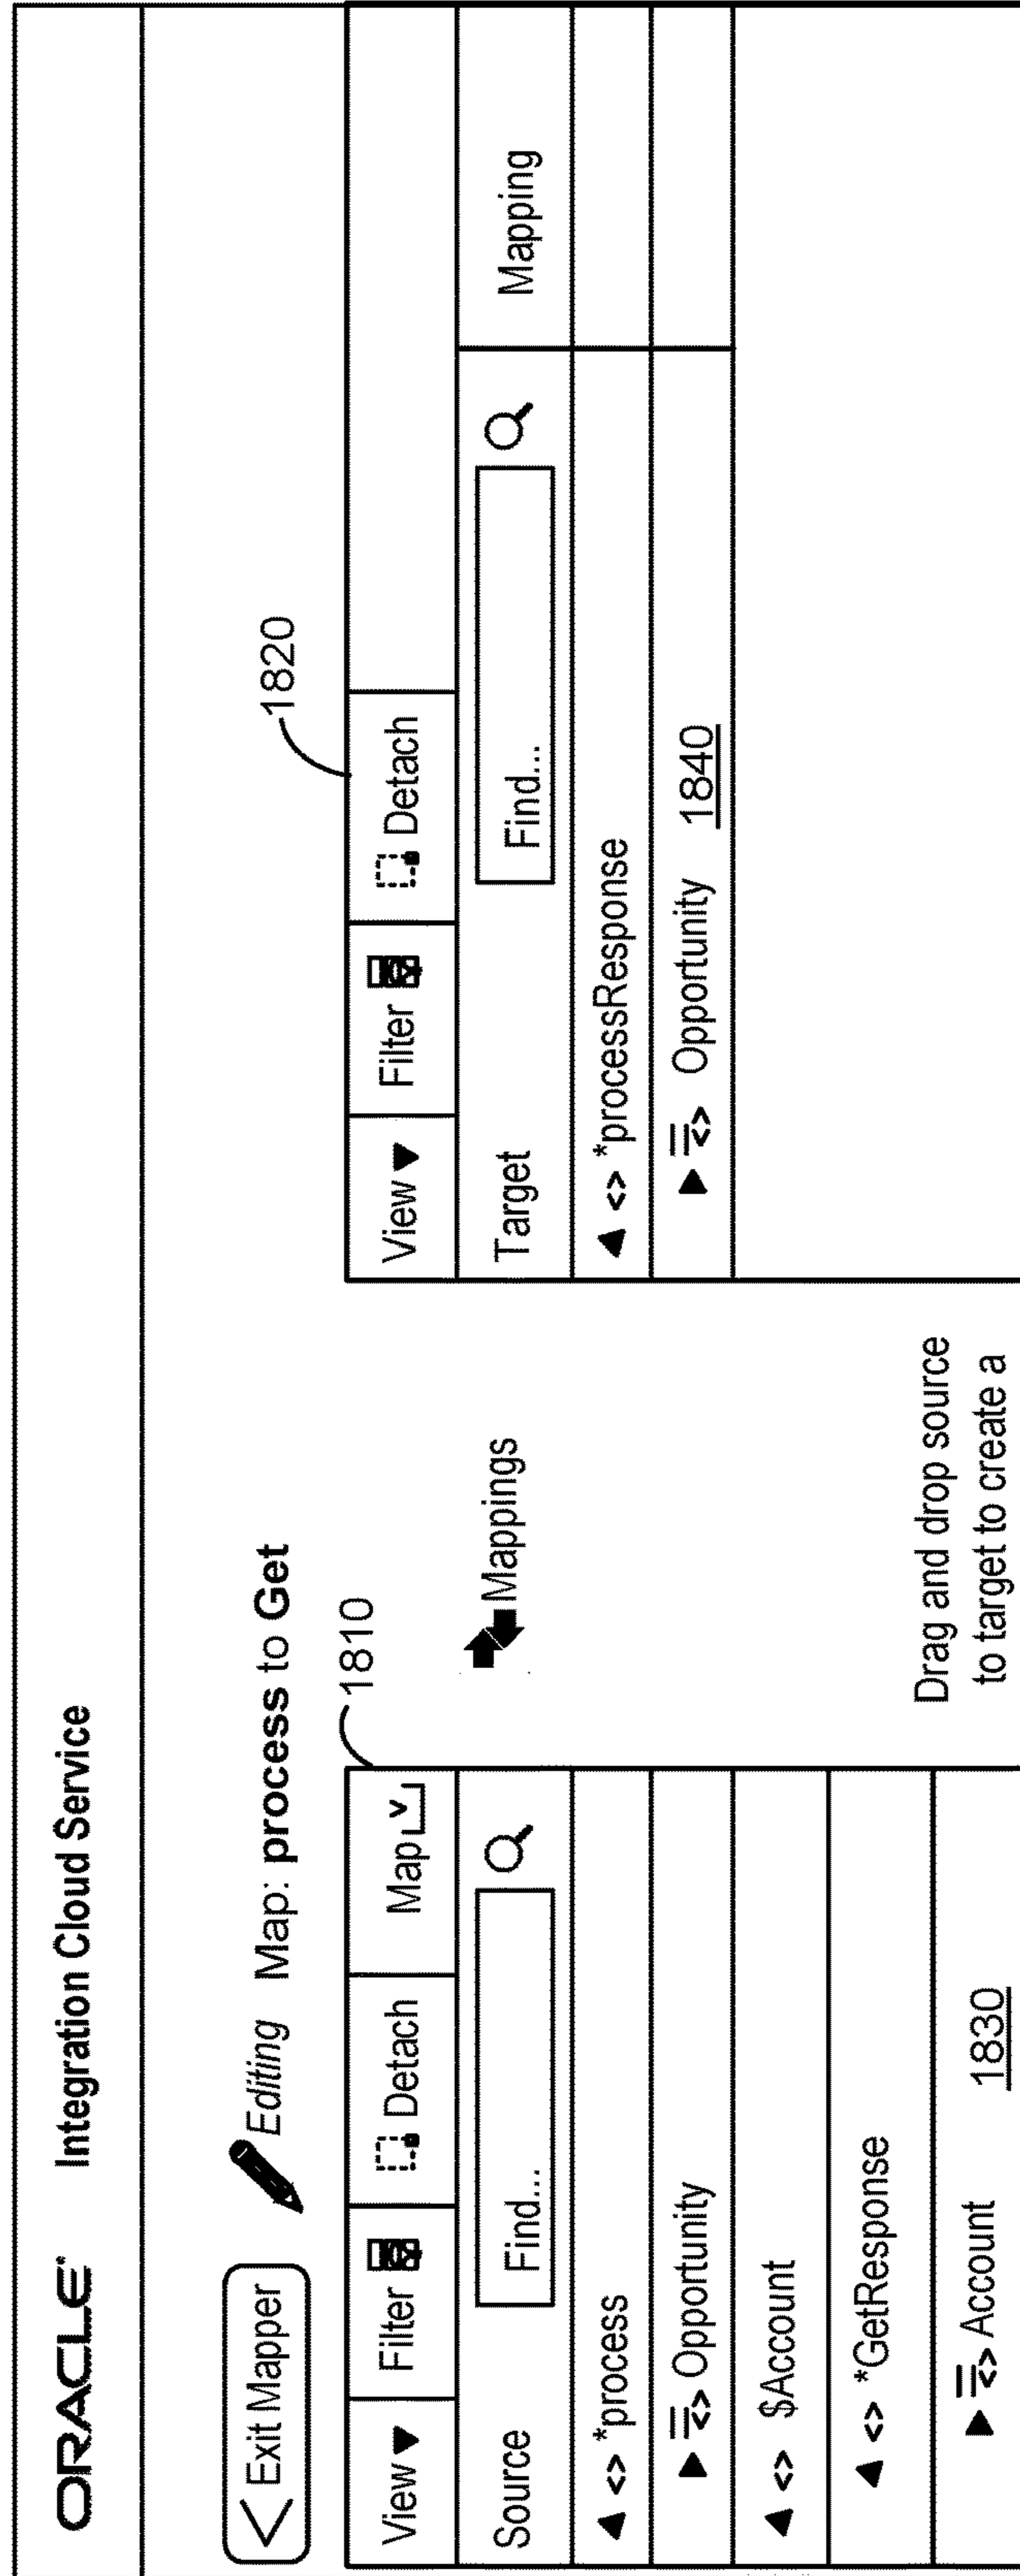 ORACLE Integration Cloud Service
< Exit Mapper Editing Map: process to Get
1810
1820
View ▼ Filter Detach Map
Source Find...
<> *process
<> Opportunity
<> $Account
<> *GetResponse
<> Account 1830
Mappings
Drag and drop source
to target to create a
View ▼ Filter Detach
Target Find... Mapping
<> *processResponse
<> Opportunity 1840